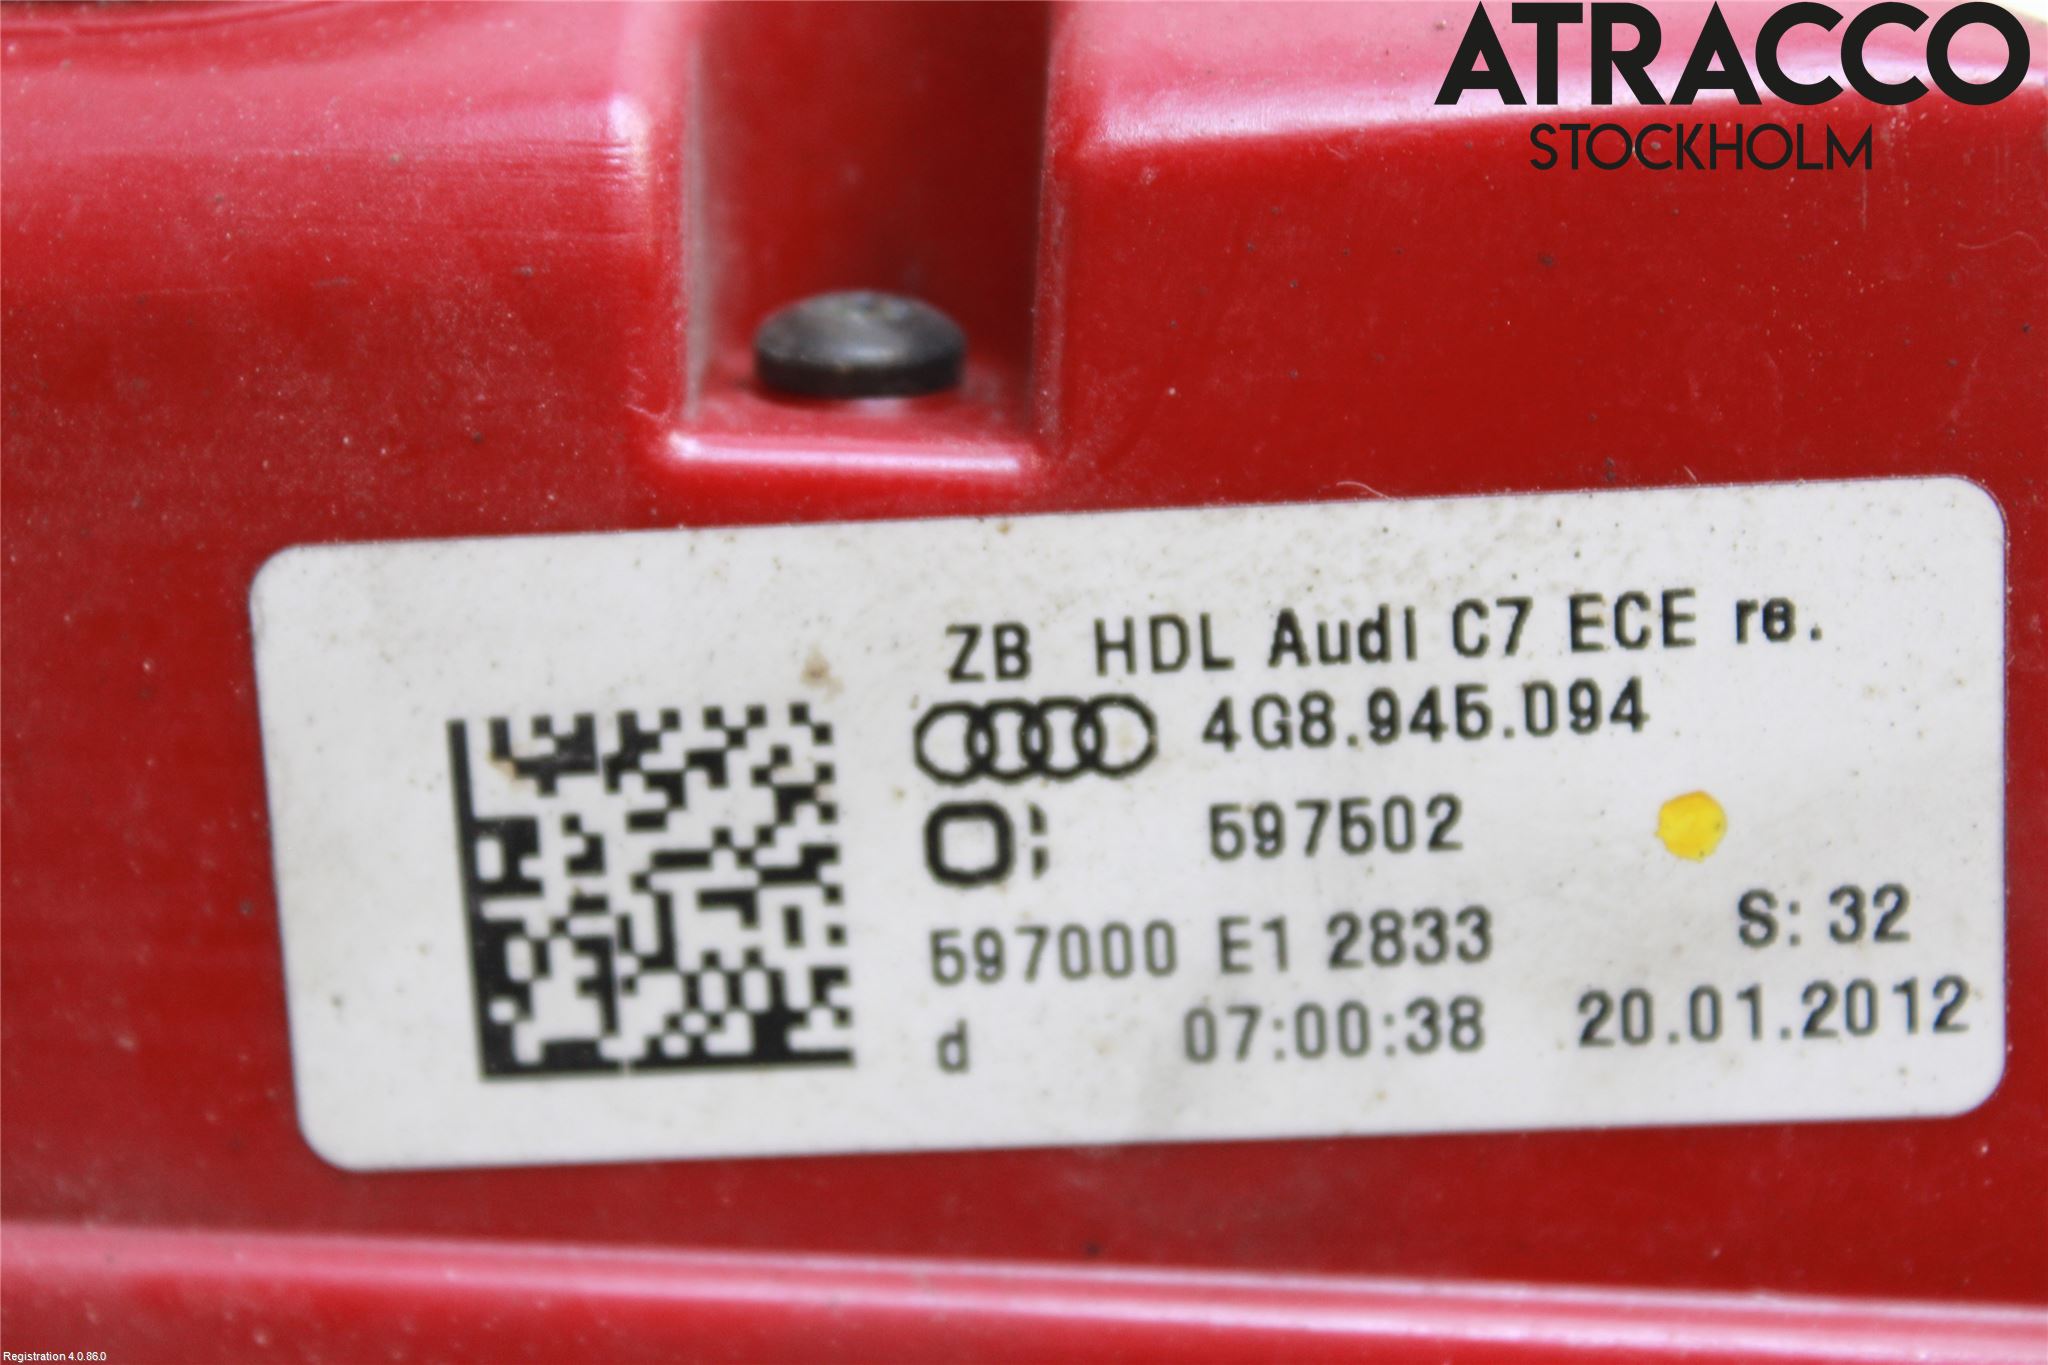 ATRACCO
STOCKHOLM
ZB HDL Audi C7 ECE re.
4G8.945.094
597502
597000 E1 2833
S: 32
d 07:00:38 20.01.2012
Registration 4.0.86.0